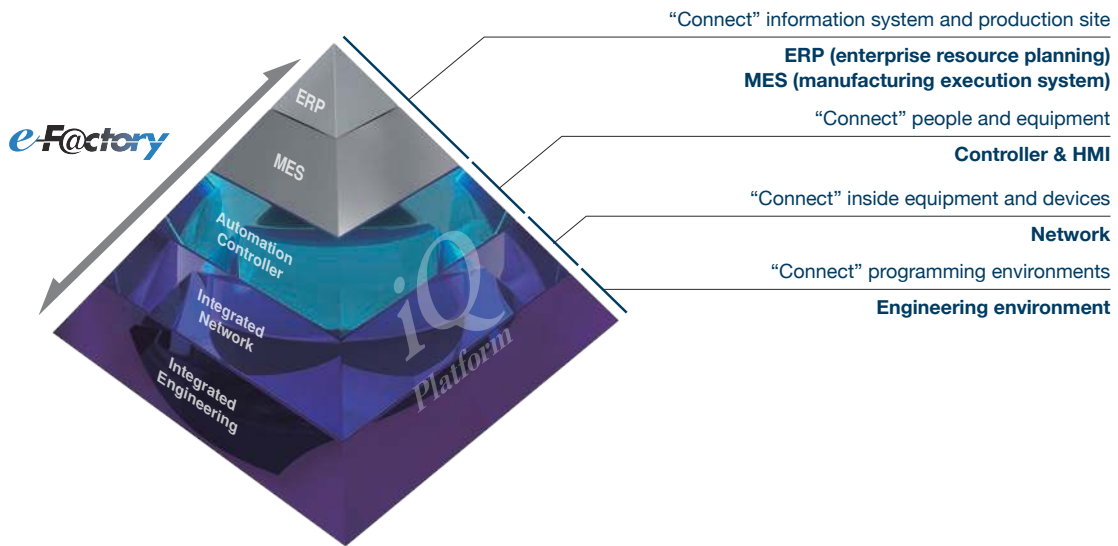 “Connect” information system and production site
ERP (enterprise resource planning)
MES (manufacturing execution system)
“Connect” people and equipment
Controller & HMI
“Connect” inside equipment and devices
Network
“Connect” programming environments
Engineering environment
e-F@ctory
ERP
MES
Automation
Controller
Integrated
Network
Integrated
Engineering
iQ
Platform